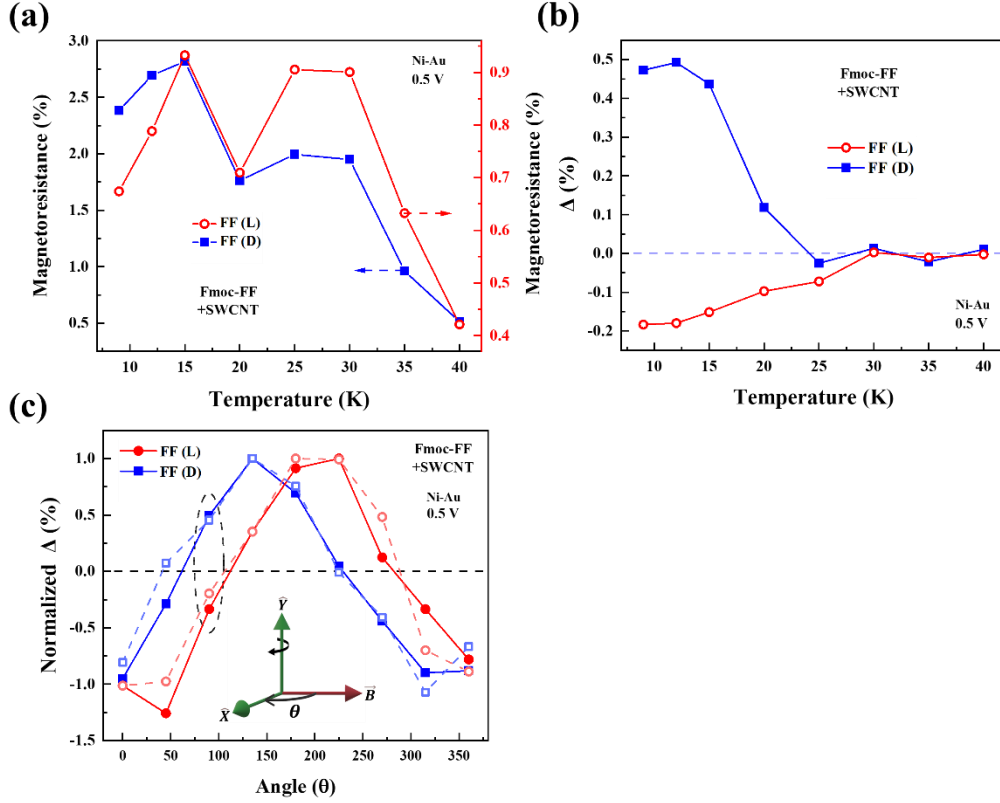 (a)
3.0
2.5
2.0
1.5
1.0
0.5
Magnetoresistance (%)
Ni-Au
0.5 V
FF (L)
FF (D)
Fmoc-FF
+SWCNT
0.9
0.8
0.7
0.6
0.5
0.4
Magnetoresistance (%)
10 15 20 25 30 35 40
Temperature (K)
(b)
0.5
0.4
0.3
0.2
0.1
0.0
-0.1
-0.2
Magnetoresistance
Δ (%)
Fmoc-FF
+SWCNT
FF (L)
FF (D)
Ni-Au
0.5 V
10 15 20 25 30 35 40
Temperature (K)
(c)
1.0
0.5
0.0
-0.5
-1.0
-1.5
Normalized Δ (%)
FF (L)
FF (D)
Fmoc-FF
+SWCNT
Ni-Au
0.5 V
Y
B
X
θ
0 50 100 150 200 250 300 350
Angle (θ)